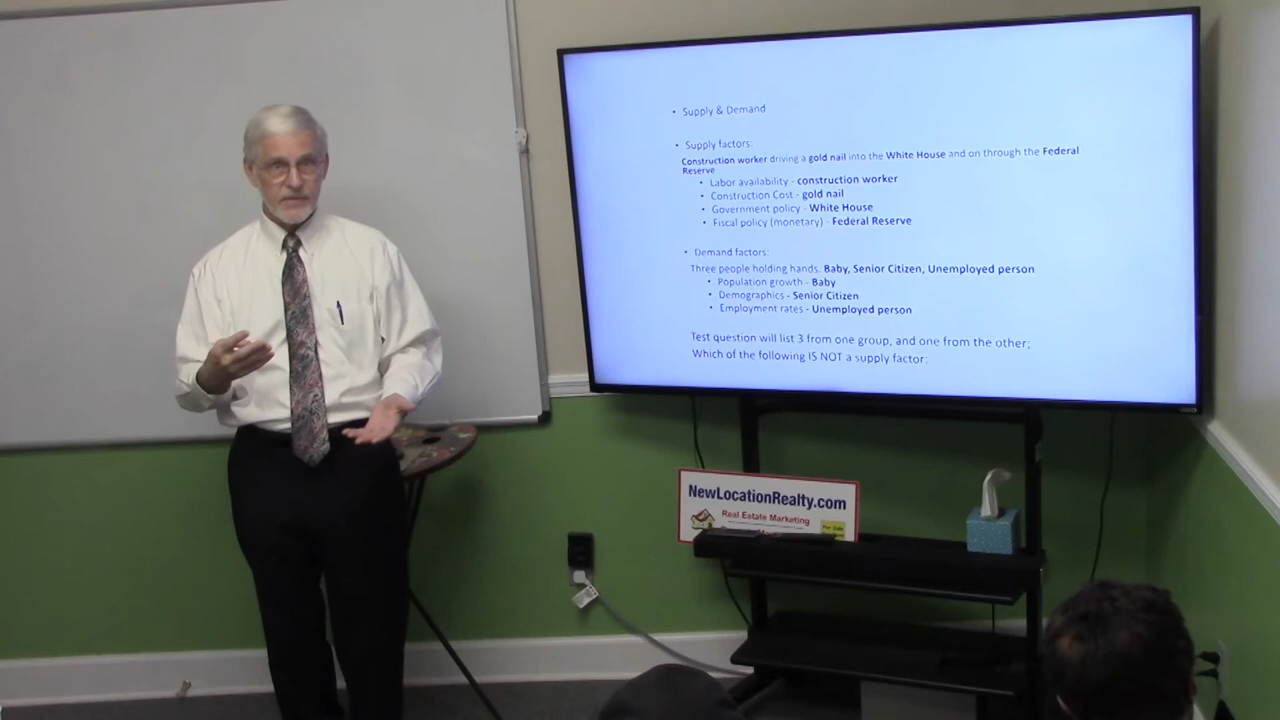 • Supply & Demand
• Supply factors:
Construction worker driving a gold nail into the White House and on through the Federal
Reserve
• Labor availability - construction worker
• Construction Cost - gold nail
• Government policy - White House
• Fiscal policy (monetary) - Federal Reserve
• Demand factors:
Three people holding hands. Baby, Senior Citizen, Unemployed person
• Population growth - Baby
• Demographics - Senior Citizen
• Employment rates - Unemployed person
Test question will list 3 from one group, and one from the other;
Which of the following IS NOT a supply factor:
NewLocationRealty.com
Real Estate Marketing
For Sale